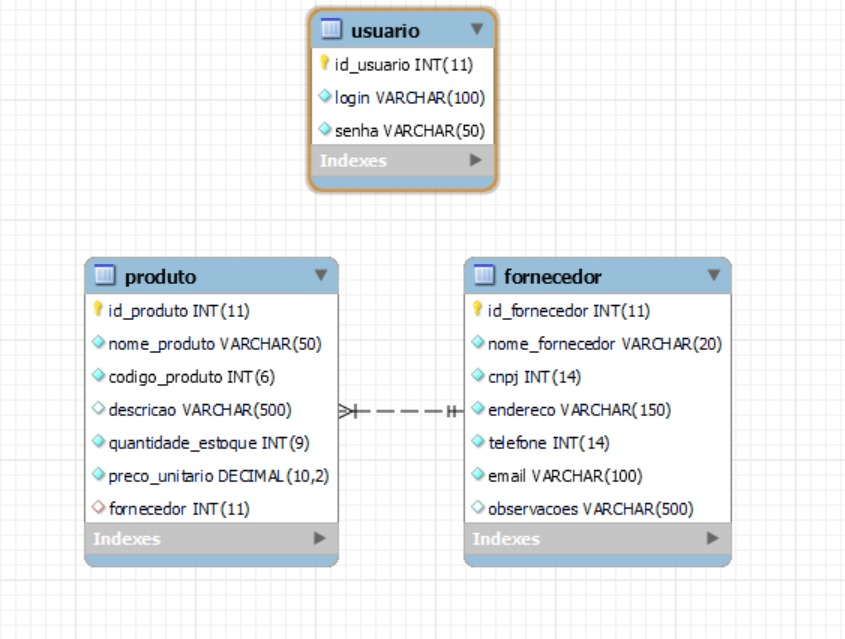 usuario
id_usuario INT(11)
login VARCHAR(100)
senha VARCHAR(50)
Indexes
produto
id_produto INT(11)
nome_produto VARCHAR(50)
codigo_produto INT(6)
descricao VARCHAR(500)
quantidade_estoque INT(9)
preco_unitario DECIMAL(10,2)
fornecedor INT(11)
Indexes
fornecedor
id_fornecedor INT(11)
nome_fornecedor VARCHAR(20)
cnpj INT(14)
endereco VARCHAR(150)
telefone INT(14)
email VARCHAR(100)
observacoes VARCHAR(500)
Indexes